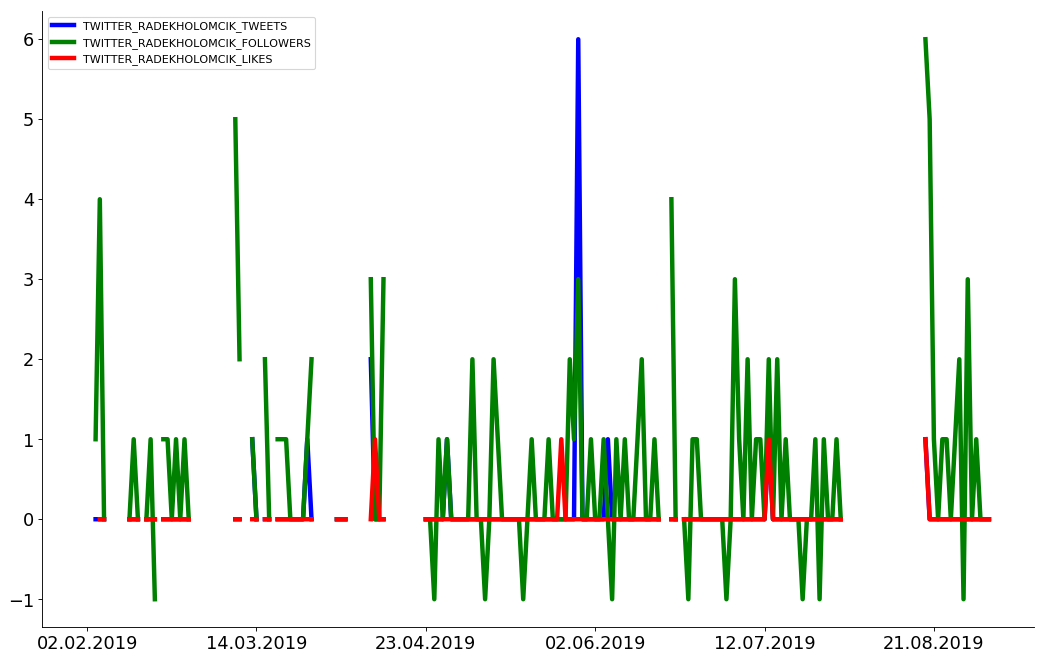 TWITTER_RADEKHOLOMCIK_TWEETS
TWITTER_RADEKHOLOMCIK_FOLLOWERS
TWITTER_RADEKHOLOMCIK_LIKES
6
5
4
3
2
1
0
−1
02.02.2019 14.03.2019 23.04.2019 02.06.2019 12.07.2019 21.08.2019